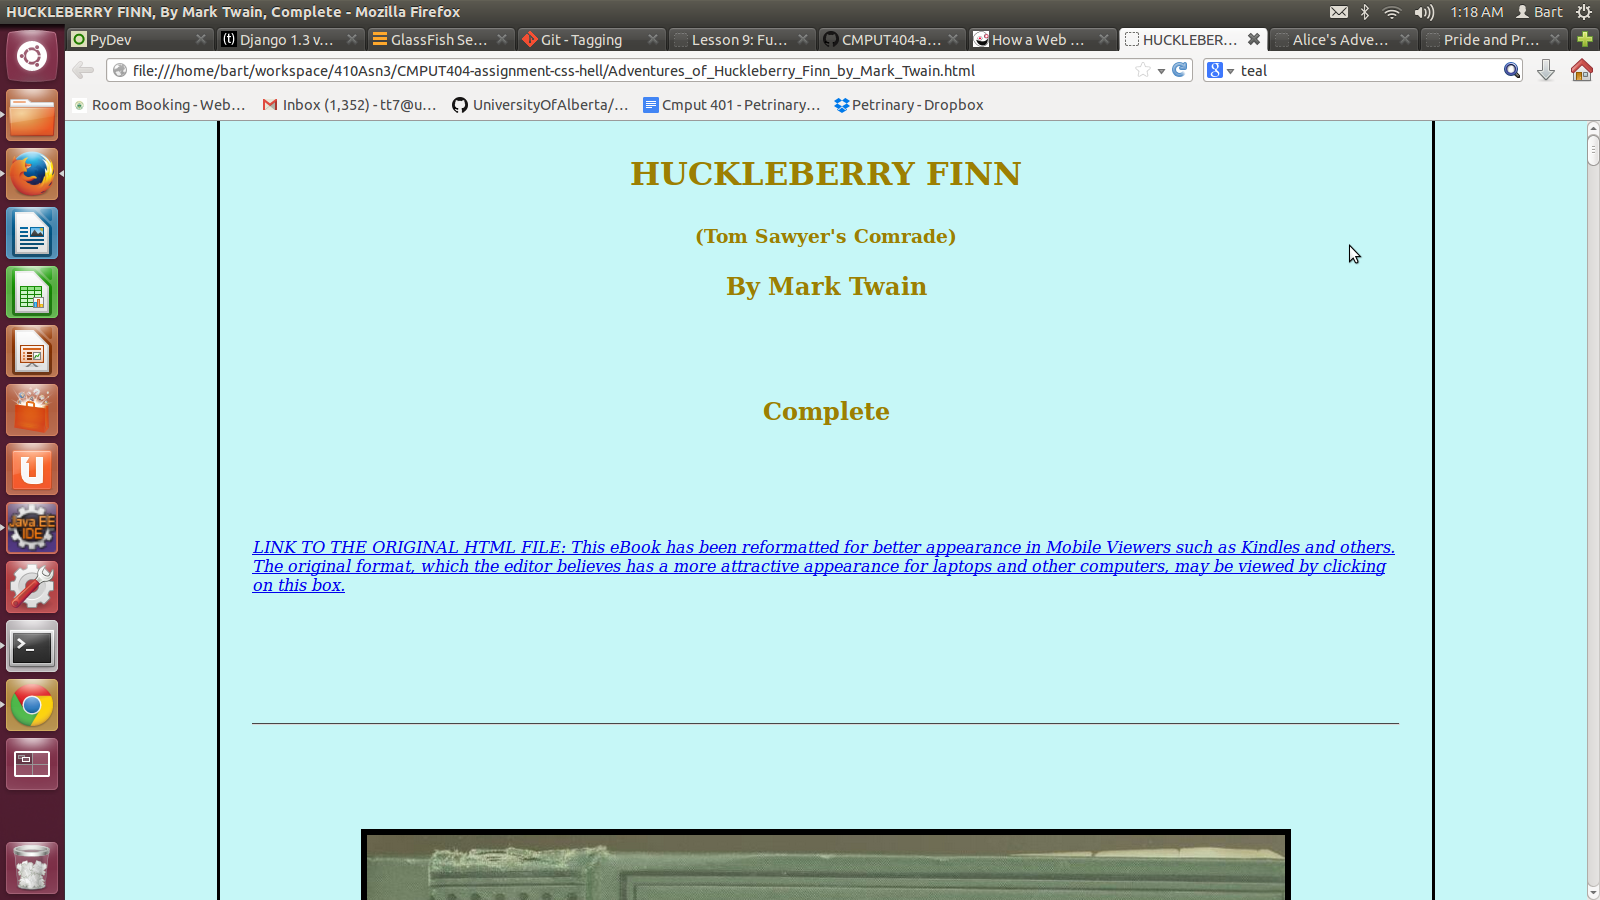 HUCKLEBERRY FINN, By Mark Twain, Complete - Mozilla Firefox
1:18 AM Bart
PyDev
(t) Django 1.3 v...
GlassFish Se...
Git - Tagging
Lesson 9: Fu...
CMPUT404-a...
How a Web ...
HUCKLEBER...
Alice's Adve...
Pride and Pr...
file:///home/bart/workspace/410Asn3/CMPUT404-assignment-css-hell/Adventures_of_Huckleberry_Finn_by_Mark_Twain.html
8 teal
Room Booking - Web...
Inbox (1,352) - tt7@u...
UniversityOfAlberta/...
Cmput 401 - Petrinary...
Petrinary - Dropbox
HUCKLEBERRY FINN
(Tom Sawyer's Comrade)
By Mark Twain
Complete
LINK TO THE ORIGINAL HTML FILE: This eBook has been reformatted for better appearance in Mobile Viewers such as Kindles and others.
The original format, which the editor believes has a more attractive appearance for laptops and other computers, may be viewed by clicking
on this box.
U
Java EE
IDE